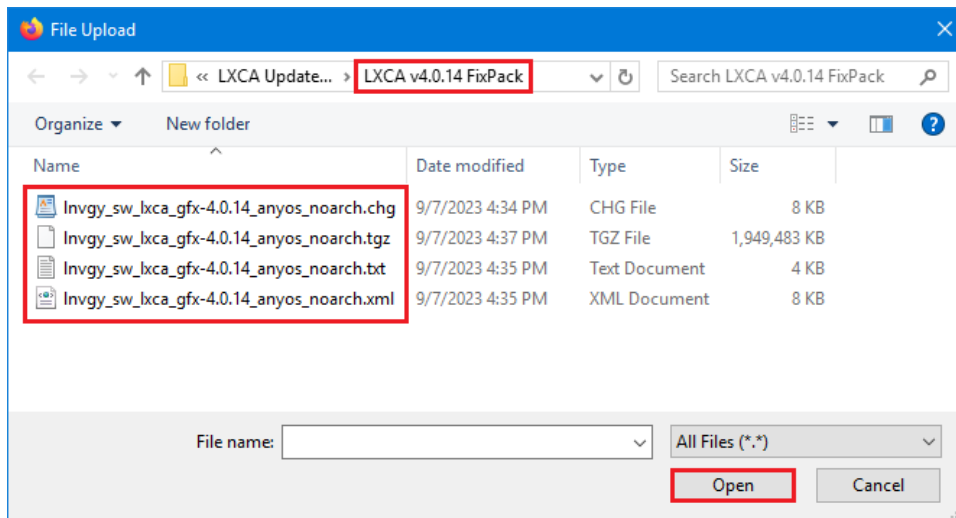 File Upload
« LXCA Update... › LXCA v4.0.14 FixPack Search LXCA v4.0.14 FixPack
Organize New folder
Name Date modified Type Size
lnvgy_sw_lxca_gfx-4.0.14_anyos_noarch.chg 9/7/2023 4:34 PM CHG File 8 KB
lnvgy_sw_lxca_gfx-4.0.14_anyos_noarch.tgz 9/7/2023 4:37 PM TGZ File 1,949,483 KB
lnvgy_sw_lxca_gfx-4.0.14_anyos_noarch.txt 9/7/2023 4:35 PM Text Document 4 KB
lnvgy_sw_lxca_gfx-4.0.14_anyos_noarch.xml 9/7/2023 4:35 PM XML Document 8 KB
File name: All Files (*.*)
Open Cancel